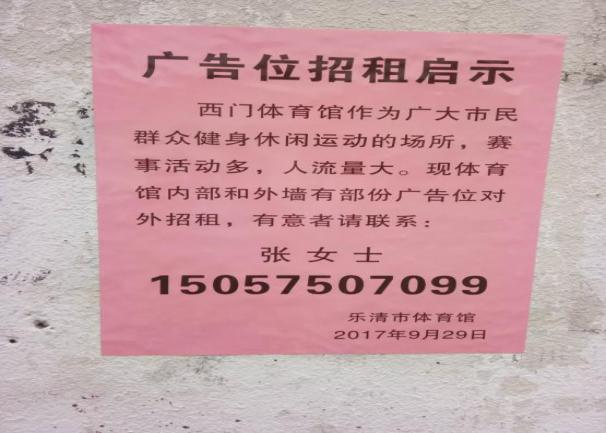 广告位招租启示
西门体育馆作为广大市民
群众健身休闲运动的场所，赛
事活动多，人流量大。现体育
馆内部和外墙有部份广告位对
外招租，有意者请联系：
张女士
15057507099
乐清市体育馆
2017年9月29日